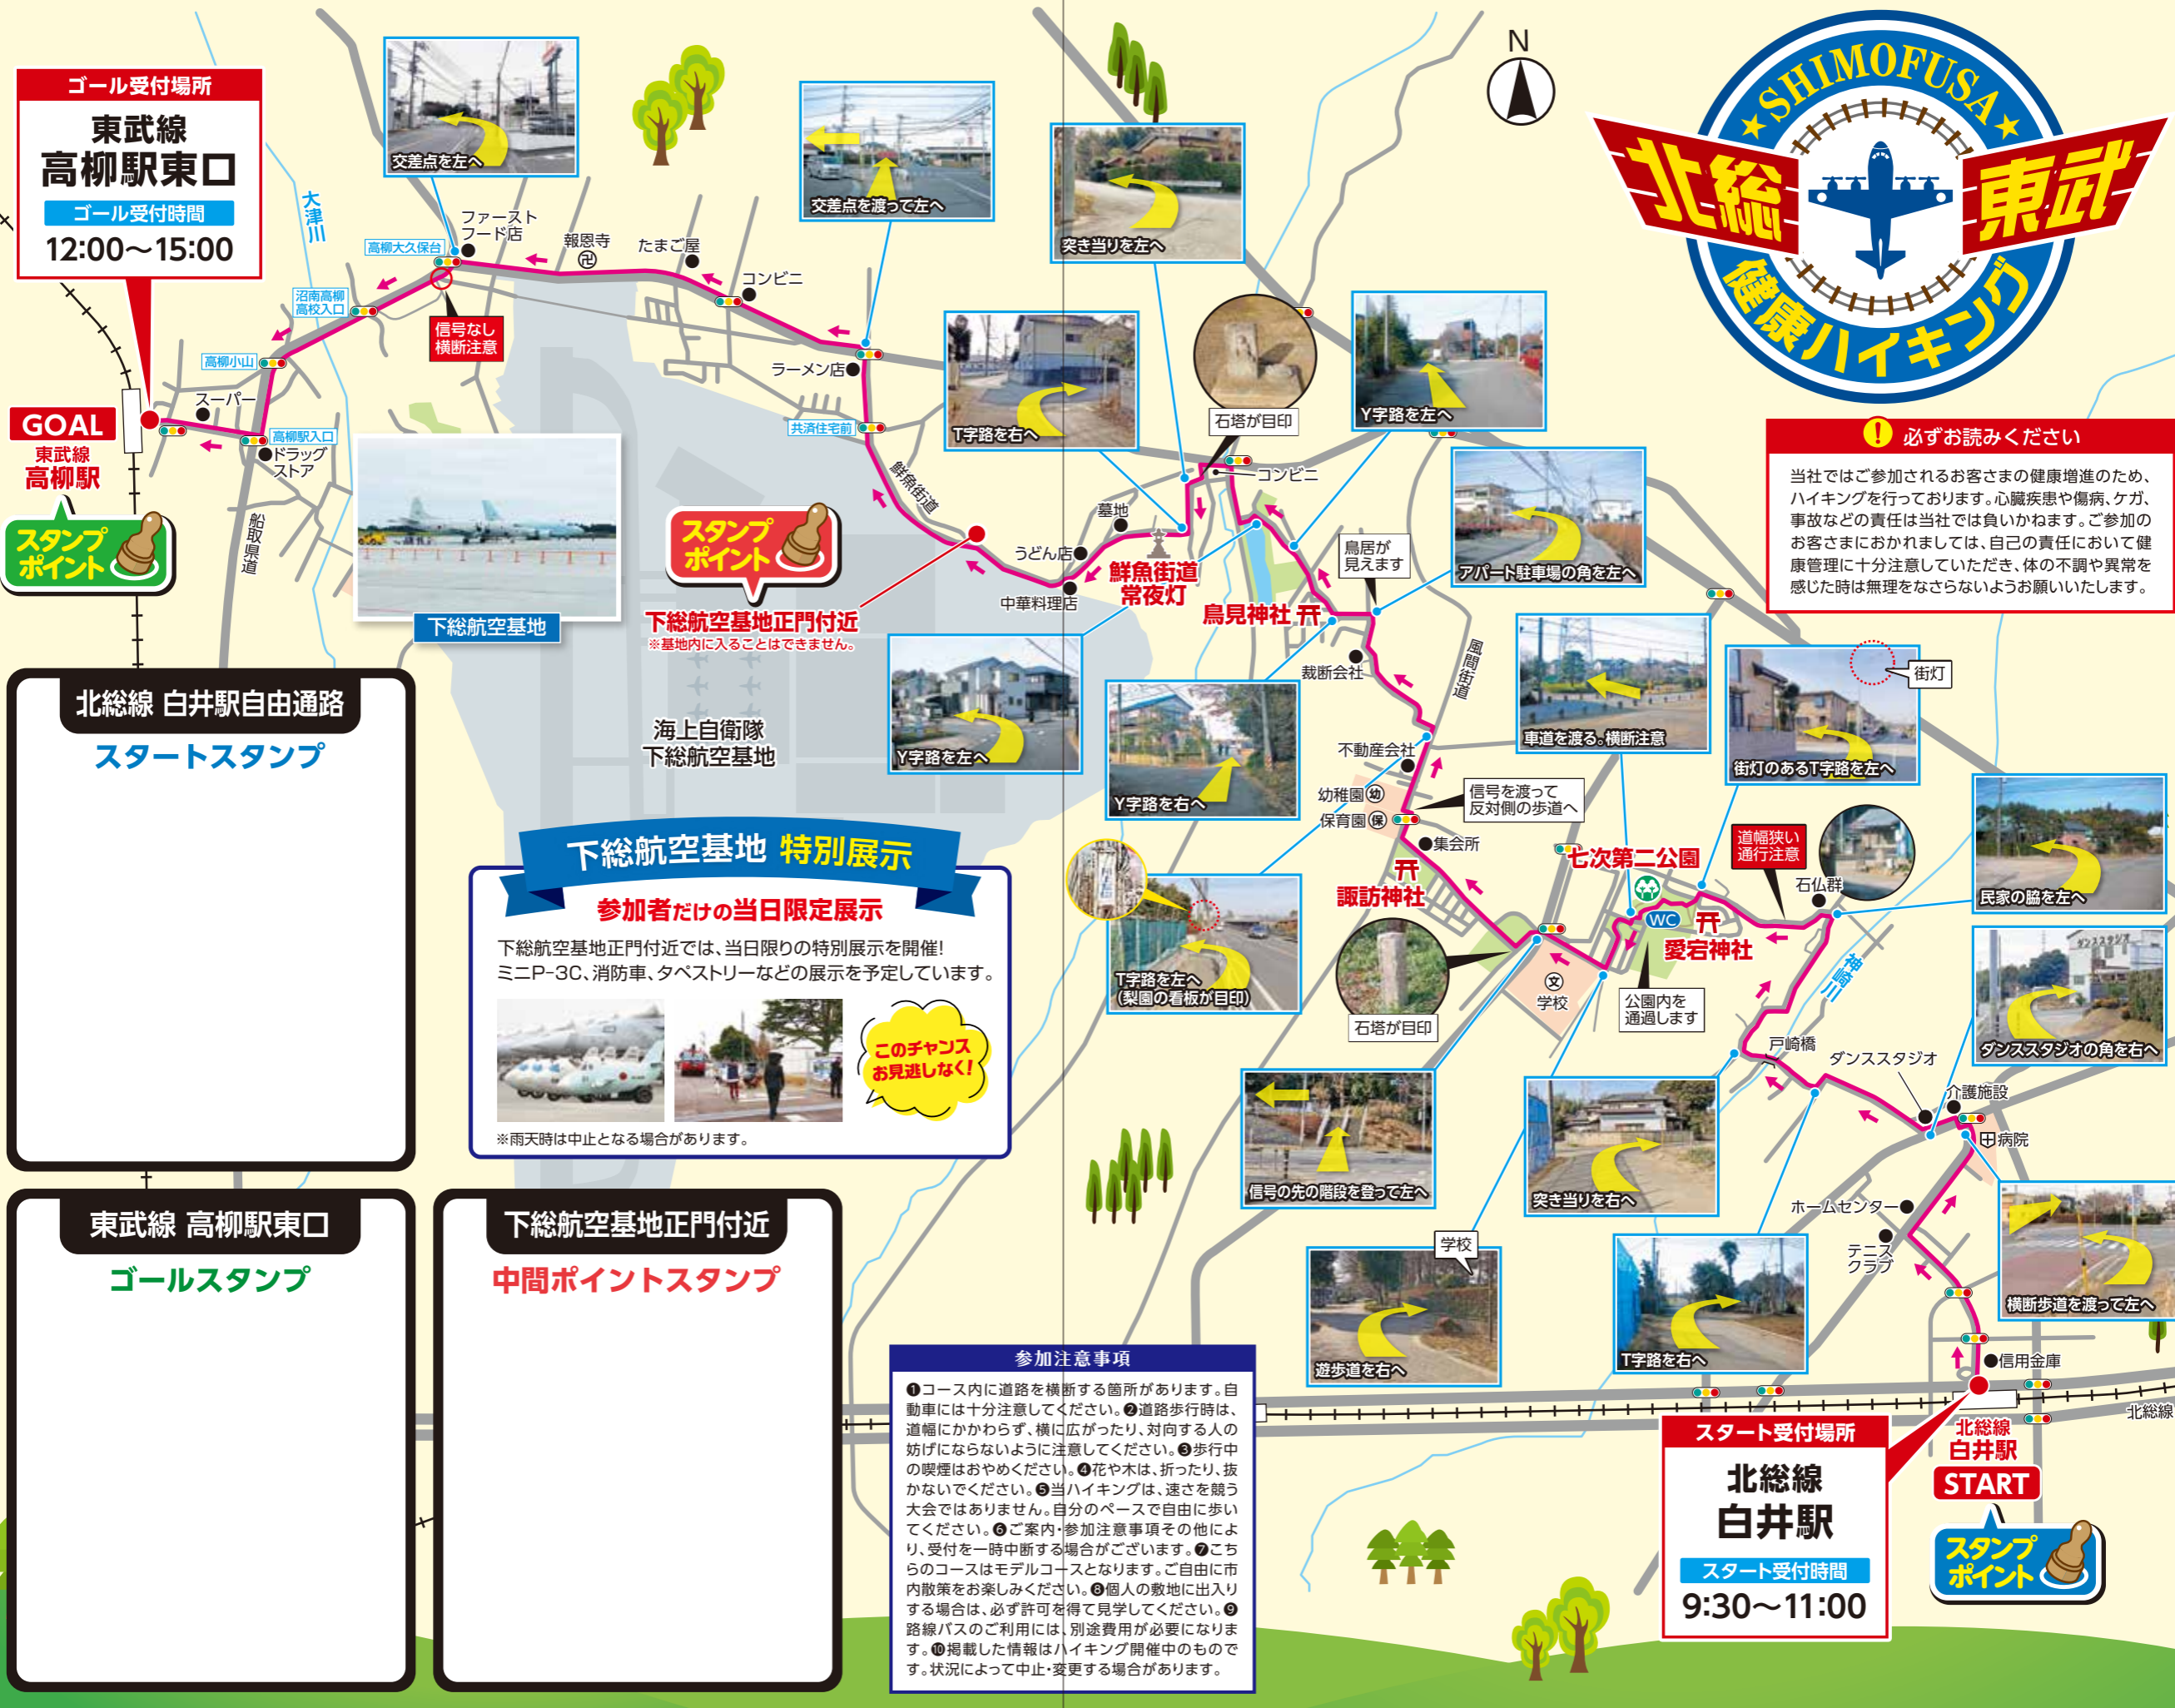 SHIMOFUSA
北総
東武
健康ハイキング
N
ゴール受付場所
東武線
高柳駅東口
ゴール受付時間
12:00〜15:00
大津川
交差点を左へ
交差点を渡って左へ
突き当りを左へ
高柳大久保台
ファースト
フード店
報恩寺
たまご屋
コンビニ
沼南高柳
高校入口
信号なし
横断注意
高柳小山
スーパー
GOAL
東武線
高柳駅
スタンプ
ポイント
高柳駅入口
ドラッグ
ストア
船取県道
下総航空基地
ラーメン店
共済住宅前
鮮魚街道
スタンプ
ポイント
下総航空基地正門付近
※基地内に入ることはできません。
海上自衛隊
下総航空基地
T字路を右へ
石塔が目印
Y字路を左へ
コンビニ
墓地
うどん店
中華料理店
鮮魚街道
常夜灯
鳥見神社
鳥居が
見えます
アパート駐車場の角を左へ
裁断会社
風間街道
Y字路を左へ
Y字路を右へ
不動産会社
幼稚園
幼
保育園
保
信号を渡って
反対側の歩道へ
集会所
諏訪神社
T字路を左へ
(梨園の看板が目印)
石塔が目印
車道を渡る。横断注意
街灯
街灯のあるT字路を左へ
七次第二公園
WC
愛宕神社
道幅狭い
通行注意
石仏群
民家の脇を左へ
文
学校
公園内を
通過します
神崎川
戸崎橋
ダンススタジオ
ダンススタジオの角を右へ
ダンススタジオ
介護施設
病院
信号の先の階段を登って左へ
突き当りを右へ
ホームセンター
テニス
クラブ
横断歩道を渡って左へ
学校
遊歩道を右へ
T字路を右へ
信用金庫
北総線
北総線
白井駅
START
スタンプ
ポイント
スタート受付場所
北総線
白井駅
スタート受付時間
9:30〜11:00
! 必ずお読みください
当社ではご参加されるお客さまの健康増進のため、
ハイキングを行っております。心臓疾患や傷病、ケガ、
事故などの責任は当社では負いかねます。ご参加の
お客さまにおかれましては、自己の責任において健
康管理に十分注意していただき、体の不調や異常を
感じた時は無理をなさらないようお願いいたします。
北総線 白井駅自由通路
スタートスタンプ
東武線 高柳駅東口
ゴールスタンプ
下総航空基地正門付近
中間ポイントスタンプ
下総航空基地 特別展示
参加者だけの当日限定展示
下総航空基地正門付近では、当日限りの特別展示を開催!
ミニP-3C、消防車、タペストリーなどの展示を予定しています。
このチャンス
お見逃しなく!
※雨天時は中止となる場合があります。
参加注意事項
❶コース内に道路を横断する箇所があります。自
動車には十分注意してください。❷道路歩行時は、
道幅にかかわらず、横に広がったり、対向する人の
妨げにならないように注意してください。❸歩行中
の喫煙はおやめください。❹花や木は、折ったり、抜
かないでください。❺当ハイキングは、速さを競う
大会ではありません。自分のペースで自由に歩い
てください。❻ご案内・参加注意事項その他によ
り、受付を一時中断する場合がございます。❼こち
らのコースはモデルコースとなります。ご自由に市
内散策をお楽しみください。❽個人の敷地に出入り
する場合は、必ず許可を得て見学してください。❾
路線バスのご利用には、別途費用が必要になりま
す。❿掲載した情報はハイキング開催中のもので
す。状況によって中止・変更する場合があります。